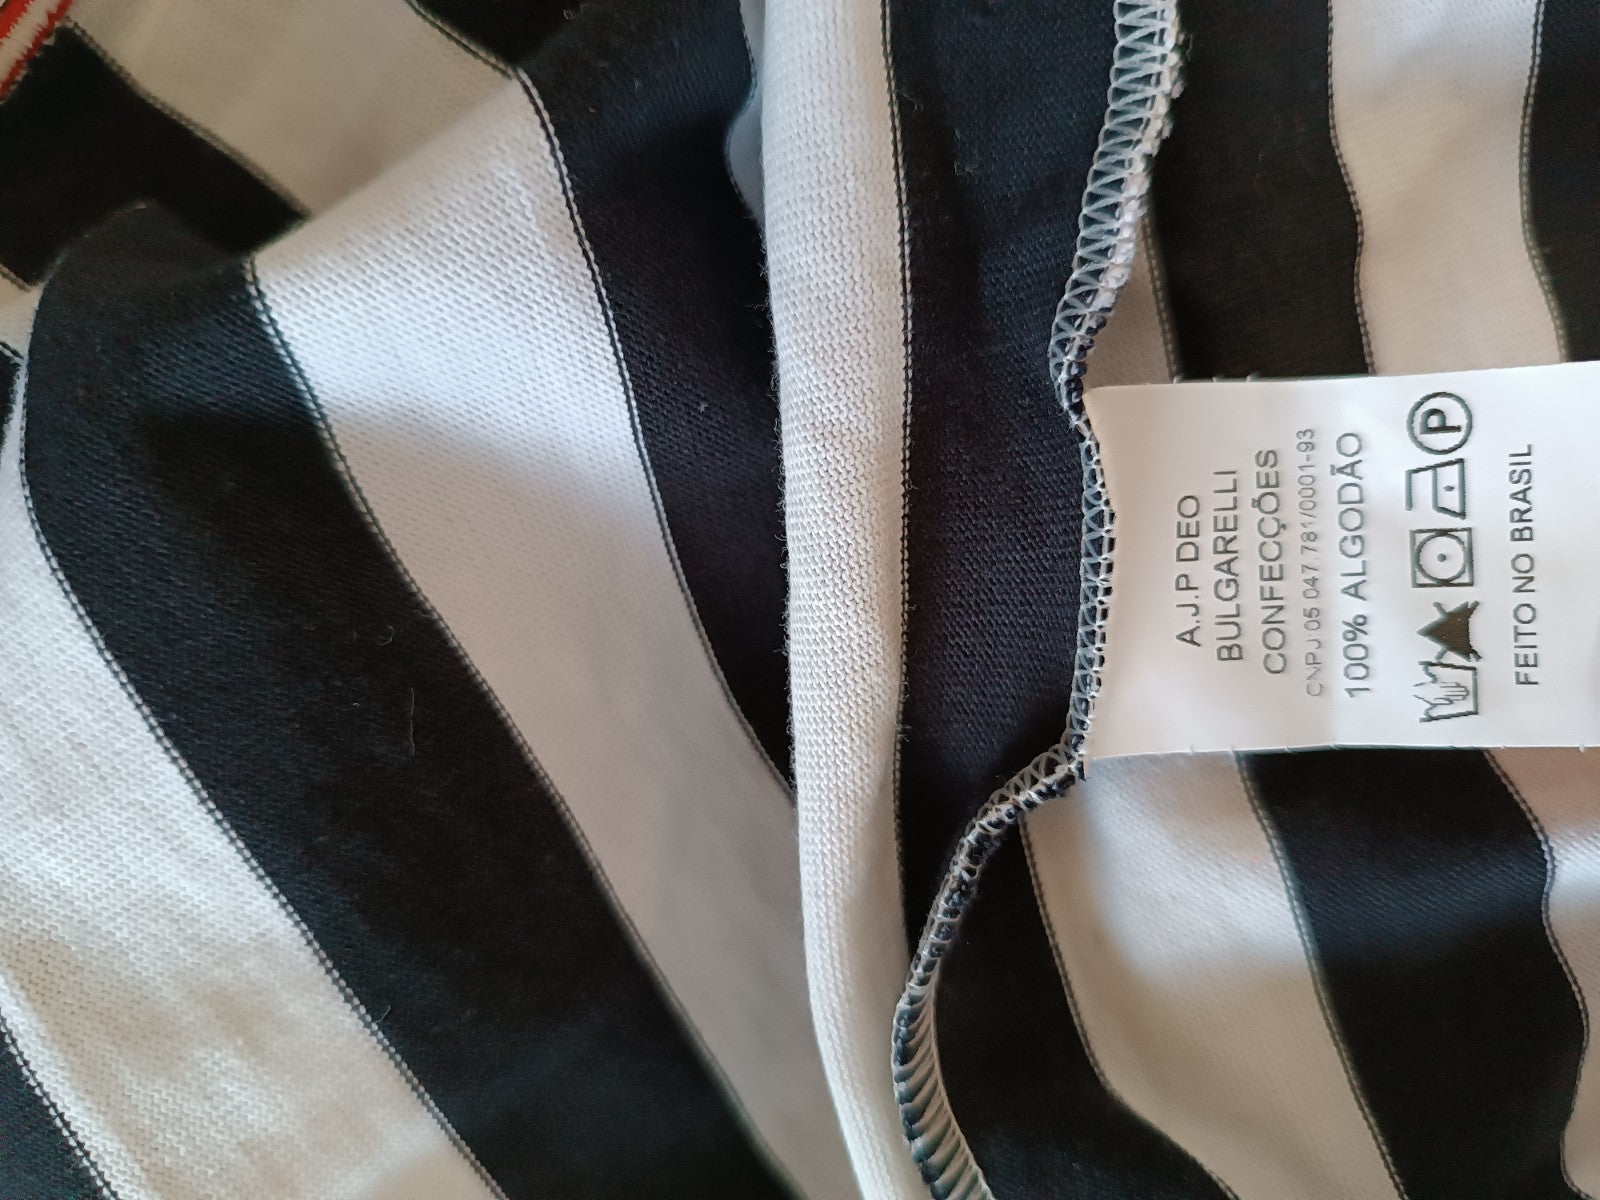 A.J.P DEO
BULGARELLI
CONFECÇÕES
CNPJ 05 047 781/0001-93
100% ALGODÃO
P
FEITO NO BRASIL